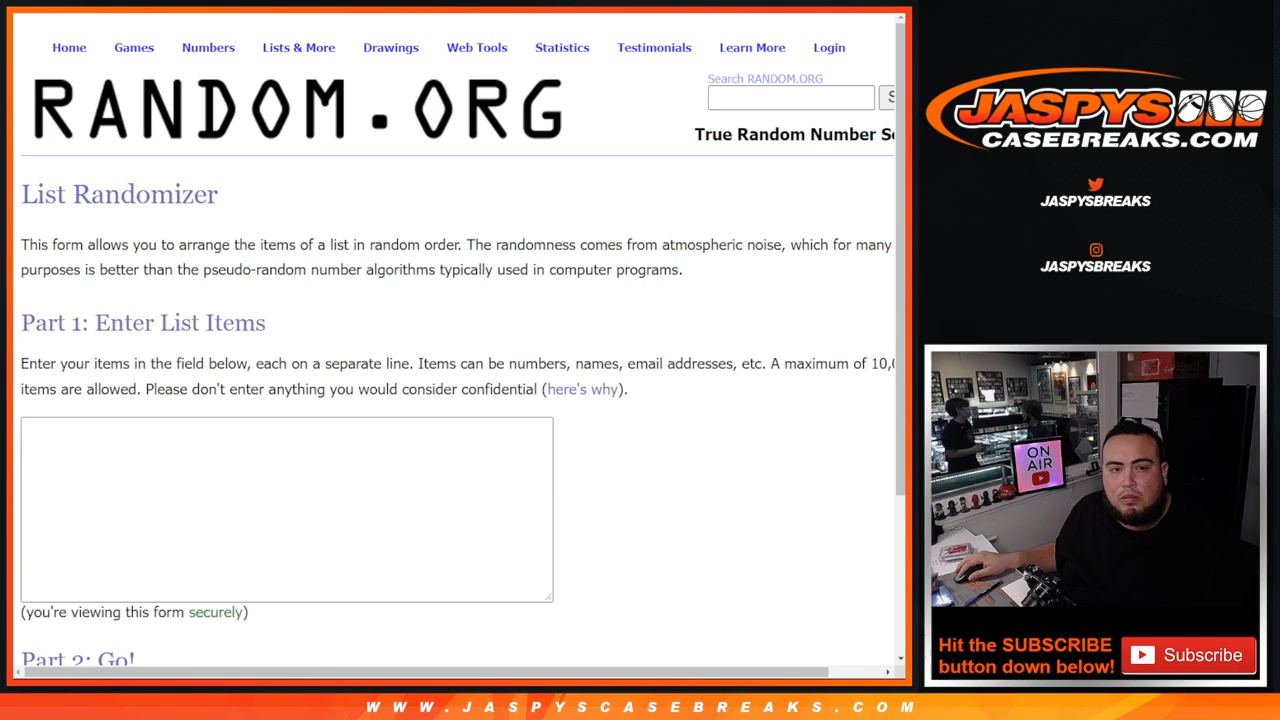 Home Games Numbers Lists & More Drawings Web Tools Statistics Testimonials Learn More Login
RANDOM.ORG
Search RANDOM.ORG
S
True Random Number Se
List Randomizer
This form allows you to arrange the items of a list in random order. The randomness comes from atmospheric noise, which for many
purposes is better than the pseudo-random number algorithms typically used in computer programs.
Part 1: Enter List Items
Enter your items in the field below, each on a separate line. Items can be numbers, names, email addresses, etc. A maximum of 10,0
items are allowed. Please don't enter anything you would consider confidential (here's why).
(you're viewing this form securely)
Part 2: Go!
JASPYS
CASEBREAKS.COM
JASPYSBREAKS
JASPYSBREAKS
ON
AIR
Hit the SUBSCRIBE
button down below!
Subscribe
WWW.JASPYSCASEBREAKS.COM